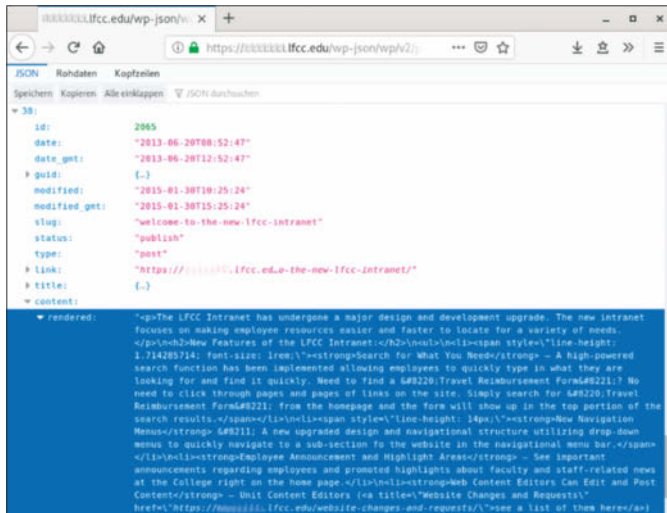 lfcc.edu/wp-json/w
https:// lfcc.edu/wp-json/wp/v2/
JSON Rohdaten Kopfzeilen
Speichern Kopieren Alle einklappen JSON durchsuchen
38:
id: 2065
date: "2013-06-20T08:52:47"
date_gmt: "2013-06-20T12:52:47"
guid: {…}
modified: "2015-01-30T10:25:24"
modified_gmt: "2015-01-30T15:25:24"
slug: "welcome-to-the-new-lfcc-intranet"
status: "publish"
type: "post"
link: "https:// .lfcc.ed…o-the-new-lfcc-intranet/"
title: {…}
content:
rendered: "<p>The LFCC Intranet has undergone a major design and development upgrade. The new intranet
focuses on making employee resources easier and faster to locate for a variety of needs.
</p>\n<h2>New Features of the LFCC Intranet:</h2>\n<ul>\n<li><span style=\"line-height:
1.714285714; font-size: 1rem;\"><strong>Search for What You Need</strong> – A high-powered
search function has been implemented allowing employees to quickly type in what they are
looking for and find it quickly. Need to find a &#8220;Travel Reimbursement Form&#8221;? No
need to click through pages and pages of links on the site. Simply search for &#8220;Travel
Reimbursement Form&#8221; from the homepage and the form will show up in the top portion of the
search results.</span></li>\n<li><span style=\"line-height: 14px;\"><strong>New Navigation
Menus</strong> &#8211; A new upgraded design and navigational structure utilizing drop-down
menus to quickly navigate to a sub-section fo the website in the navigational menu bar.</span>
</li>\n<li><strong>Employee Announcement and Highlight Areas</strong> – See important
announcements regarding employees and promoted highlights about faculty and staff-related news
at the College right on the home page.</li>\n<li><strong>Web Content Editors Can Edit and Post
Content</strong> – Unit Content Editors (<a title=\"Website Changes and Requests\"
href=\"https:// .lfcc.edu/website-changes-and-requests/\">see a list of them here</a>)